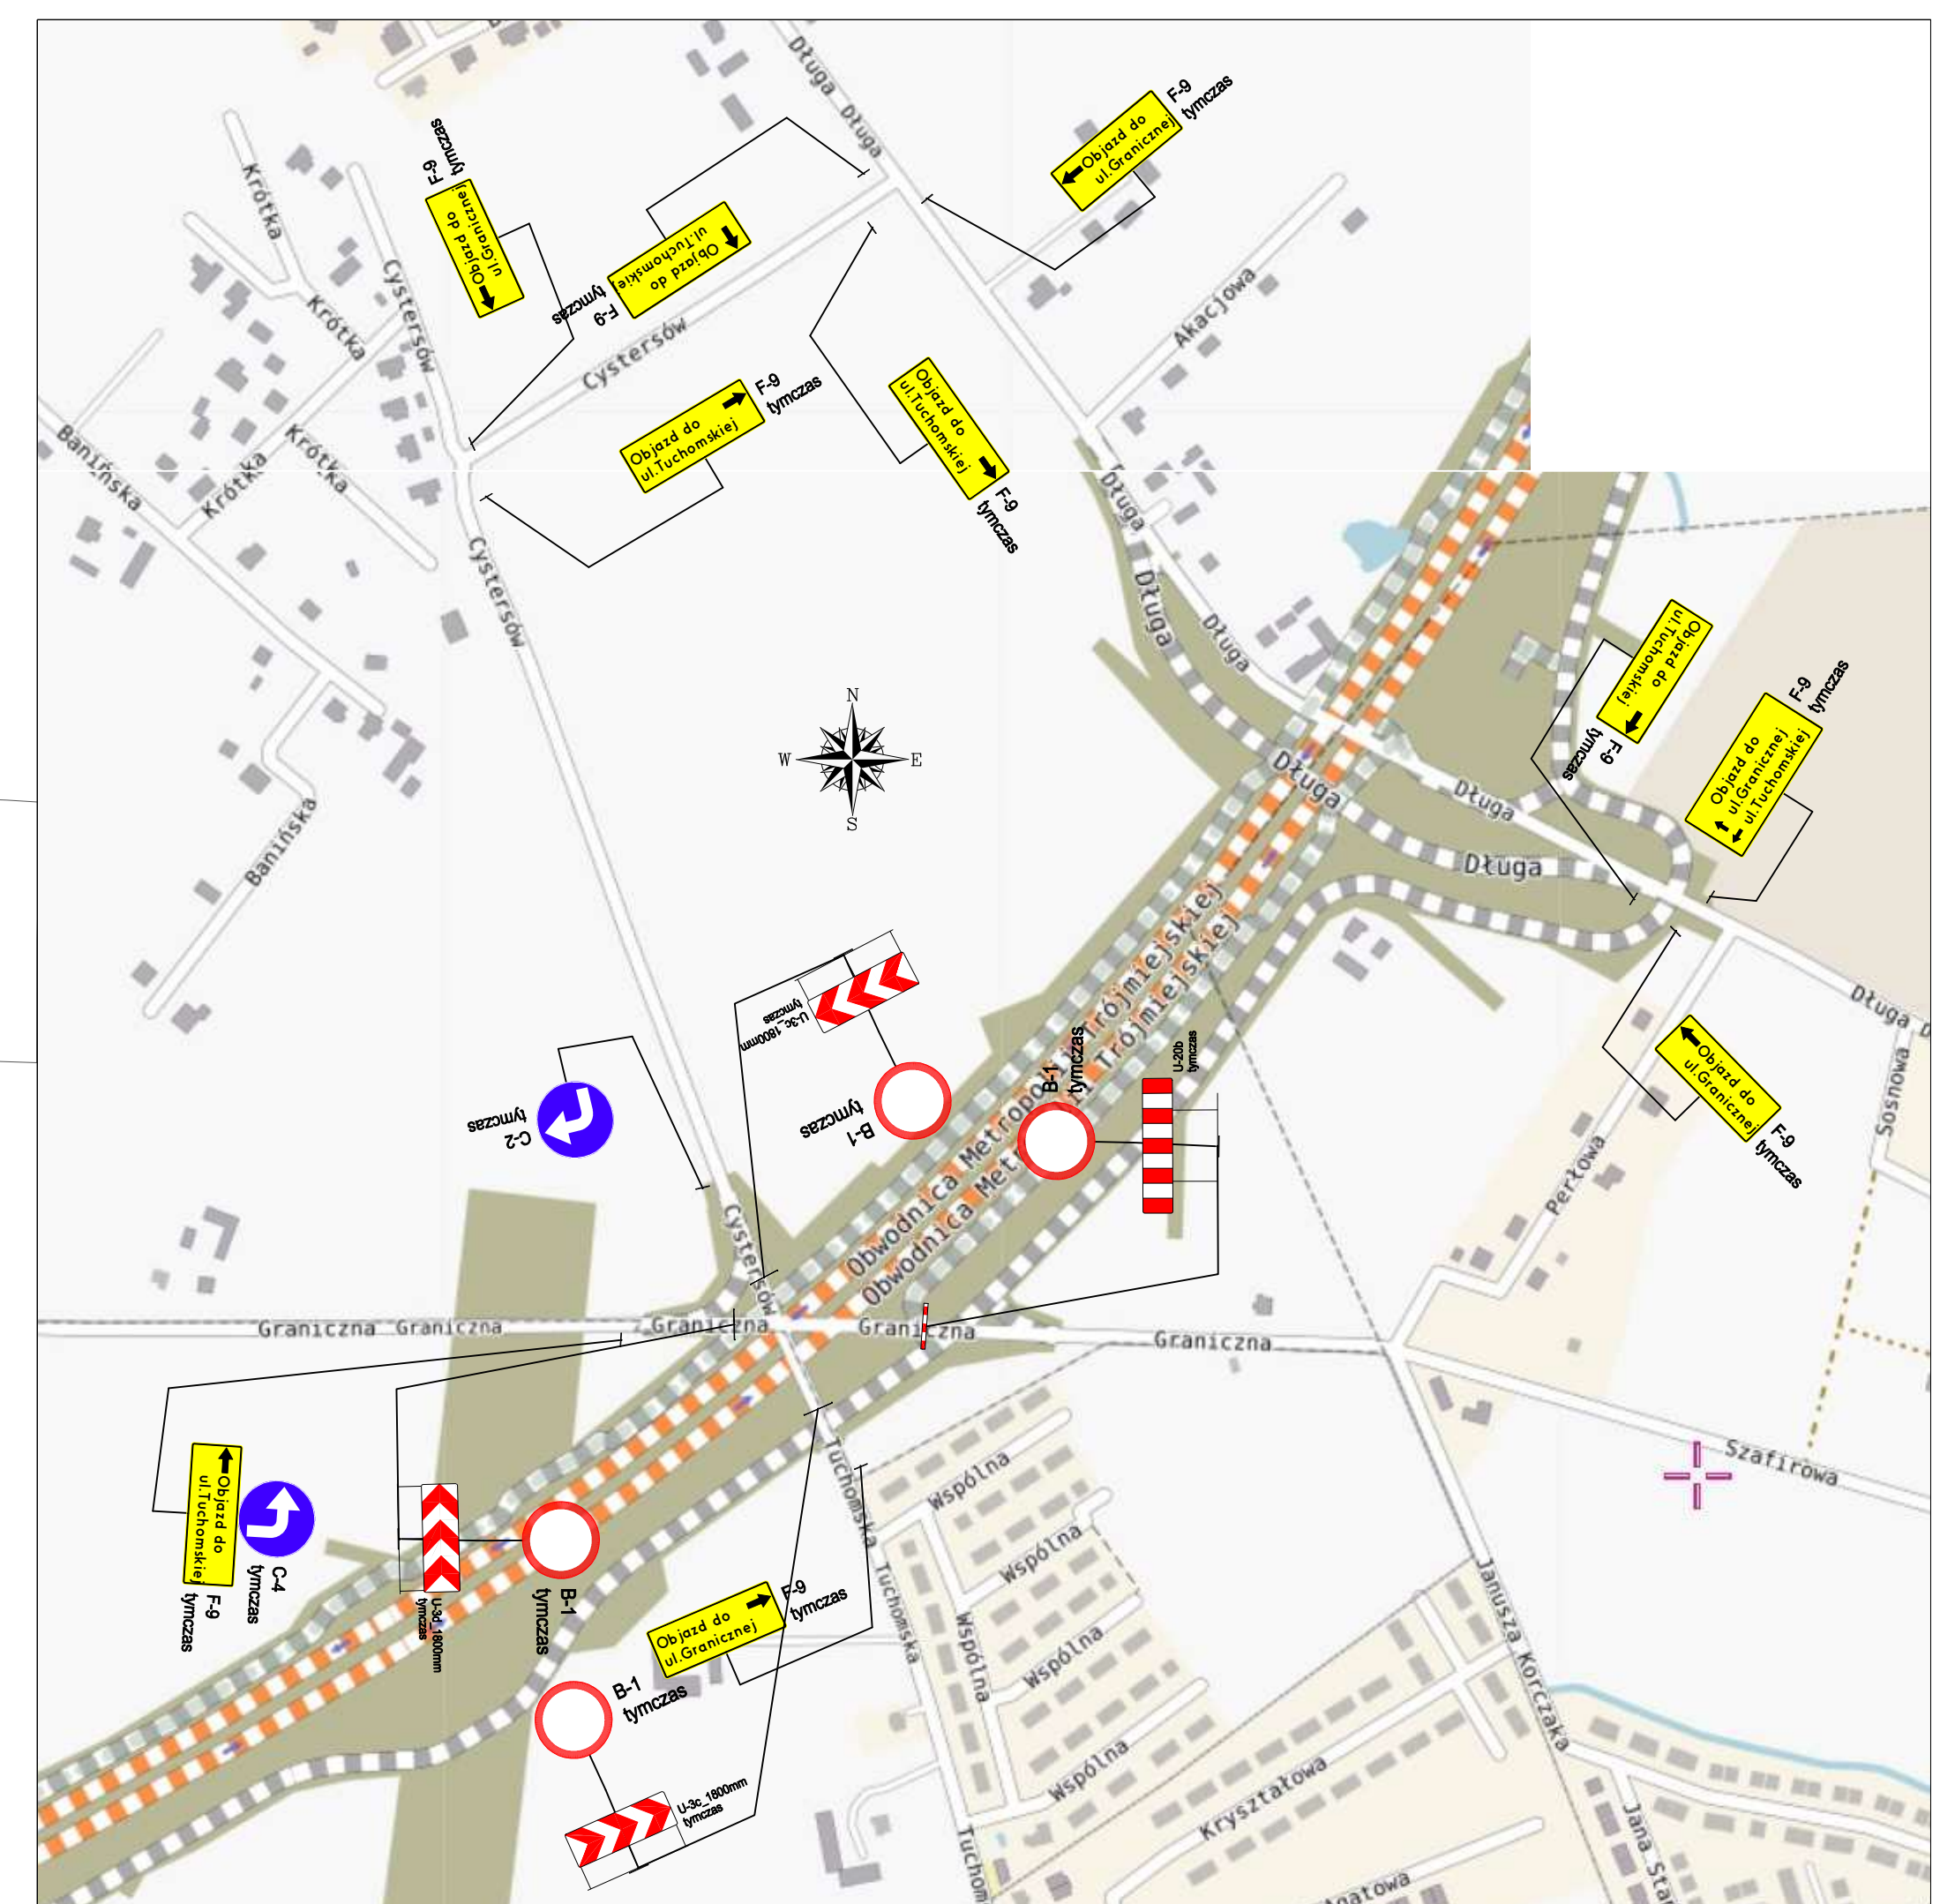 Długa
Długa
F-9
tymczas
Objazd do
ul.Granicznej
F-9
tymczas
Objazd do
ul.Granicznej
Krótka
Cystersów
Krótka
Objazd do
ul.Tuchomskiej
F-9
tymczas
Cystersów
Akacjowa
Objazd do
ul.Tuchomskiej
F-9
tymczas
Objazd do
ul.Tuchomskiej
F-9
tymczas
Banińska
Krótka
Krótka
Cystersów
Długa
Długa
Długa
N
W
E
S
Objazd do
ul.Tuchomskiej
F-9
tymczas
F-9
tymczas
Objazd do
ul.Granicznej
ul.Tuchomskiej
Długa
Długa
Długa
Banińska
Długa
Sosnowa
Perłowa
Objazd do
ul.Granicznej
F-9
tymczas
U-3c_1800mm
tymczas
B-1
tymczas
C-2
tymczas
B-1
tymczas
U-20b
tymczas
Obwodnica Metropolii Trójmiejskiej
Obwodnica Metropolii Trójmiejskiej
Cystersów
Graniczna
Graniczna
Graniczna
Graniczna
Graniczna
Szafirowa
Objazd do
ul.Tuchomskiej
F-9
tymczas
C-4
tymczas
U-3d_1800mm
tymczas
B-1
tymczas
Objazd do
ul.Granicznej
F-9
tymczas
B-1
tymczas
U-3c_1800mm
tymczas
Tuchomska
Tuchomska
Tuchom
Wspólna
Wspólna
Wspólna
Wspólna
Wspólna
Kryształowa
Janusza Korczaka
Jana Star
Agatowa